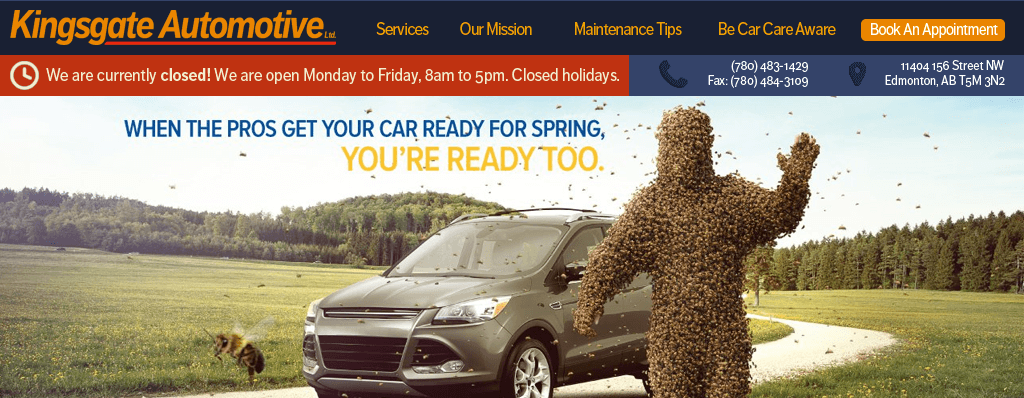 Kingsgate Automotive Ltd.
Services Our Mission Maintenance Tips Be Car Care Aware Book An Appointment
We are currently closed! We are open Monday to Friday, 8am to 5pm. Closed holidays.
(780) 483-1429
Fax: (780) 484-3109
11404 156 Street NW
Edmonton, AB T5M 3N2
WHEN THE PROS GET YOUR CAR READY FOR SPRING,
YOU'RE READY TOO.